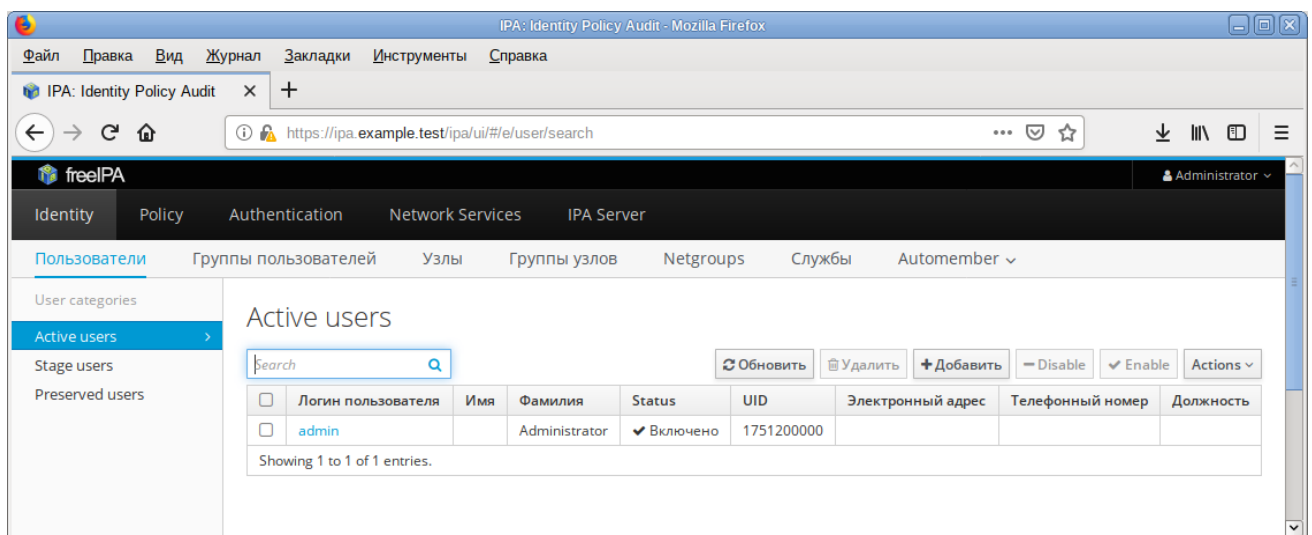 IPA: Identity Policy Audit - Mozilla Firefox
Файл Правка Вид Журнал Закладки Инструменты Справка
IPA: Identity Policy Audit
https://ipa.example.test/ipa/ui/#/e/user/search
freeIPA Administrator
Identity Policy Authentication Network Services IPA Server
Пользователи Группы пользователей Узлы Группы узлов Netgroups Службы Automember
User categories
Active users
Stage users
Preserved users
Active users
Search Обновить Удалить Добавить Disable Enable Actions
Логин пользователя Имя Фамилия Status UID Электронный адрес Телефонный номер Должность
admin Administrator Включено 1751200000
Showing 1 to 1 of 1 entries.